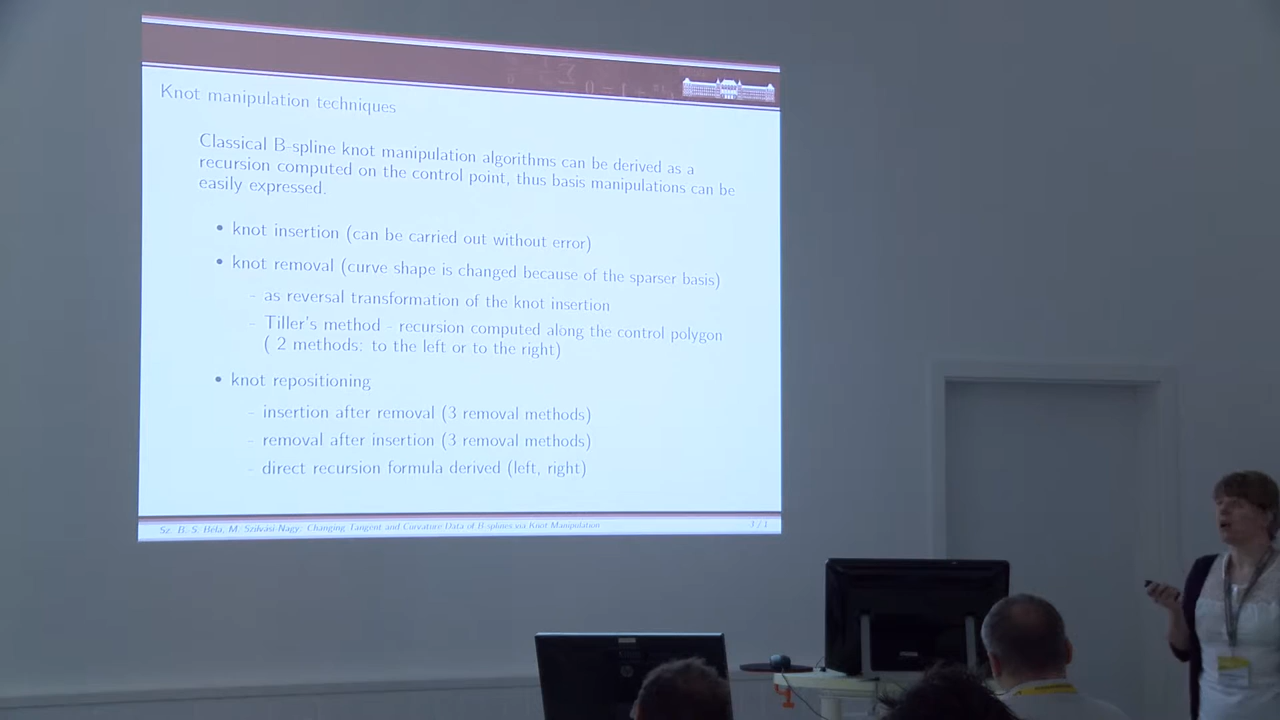 Knot manipulation techniques
Classical B-spline knot manipulation algorithms can be derived as a
recursion computed on the control point, thus basis manipulations can be
easily expressed.
• knot insertion (can be carried out without error)
• knot removal (curve shape is changed because of the sparser basis)
- as reversal transformation of the knot insertion
- Tiller's method - recursion computed along the control polygon
( 2 methods: to the left or to the right)
• knot repositioning
- insertion after removal (3 removal methods)
- removal after insertion (3 removal methods)
- direct recursion formula derived (left, right)
Sz. B. S. Béla, M. Szilvási-Nagy, Changing Tangent and Curvature Data of B-splines via Knot Manipulation